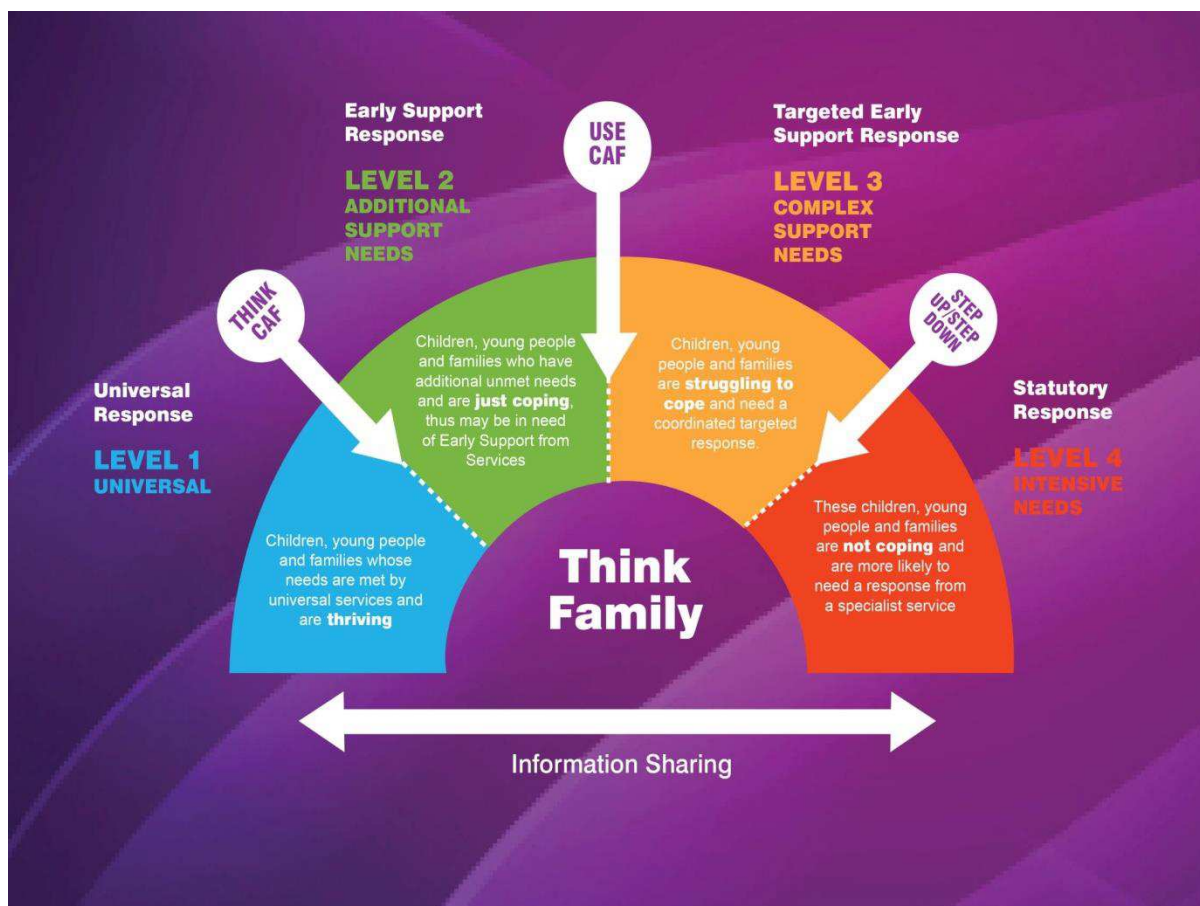 Early Support
Response
LEVEL 2
ADDITIONAL
SUPPORT
NEEDS
USE
CAF
Targeted Early
Support Response
LEVEL 3
COMPLEX
SUPPORT
NEEDS
THINK
CAF
STEP
UP/STEP
DOWN
Universal
Response
LEVEL 1
UNIVERSAL
Children, young people
and families who have
additional unmet needs
and are just coping,
thus may be in need
of Early Support from
Services
Children, young
people and families
are struggling to
cope and need a
coordinated targeted
response.
Statutory
Response
LEVEL 4
INTENSIVE
NEEDS
Children, young people
and families whose
needs are met by
universal services and
are thriving
These children, young
people and families
are not coping and
are more likely to
need a response from
a specialist service
Think
Family
Information Sharing